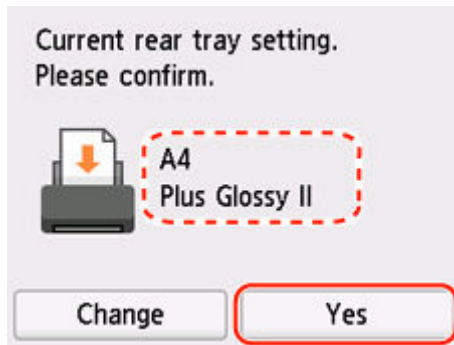 Current rear tray setting.
Please confirm.
A4
Plus Glossy II
Change
Yes